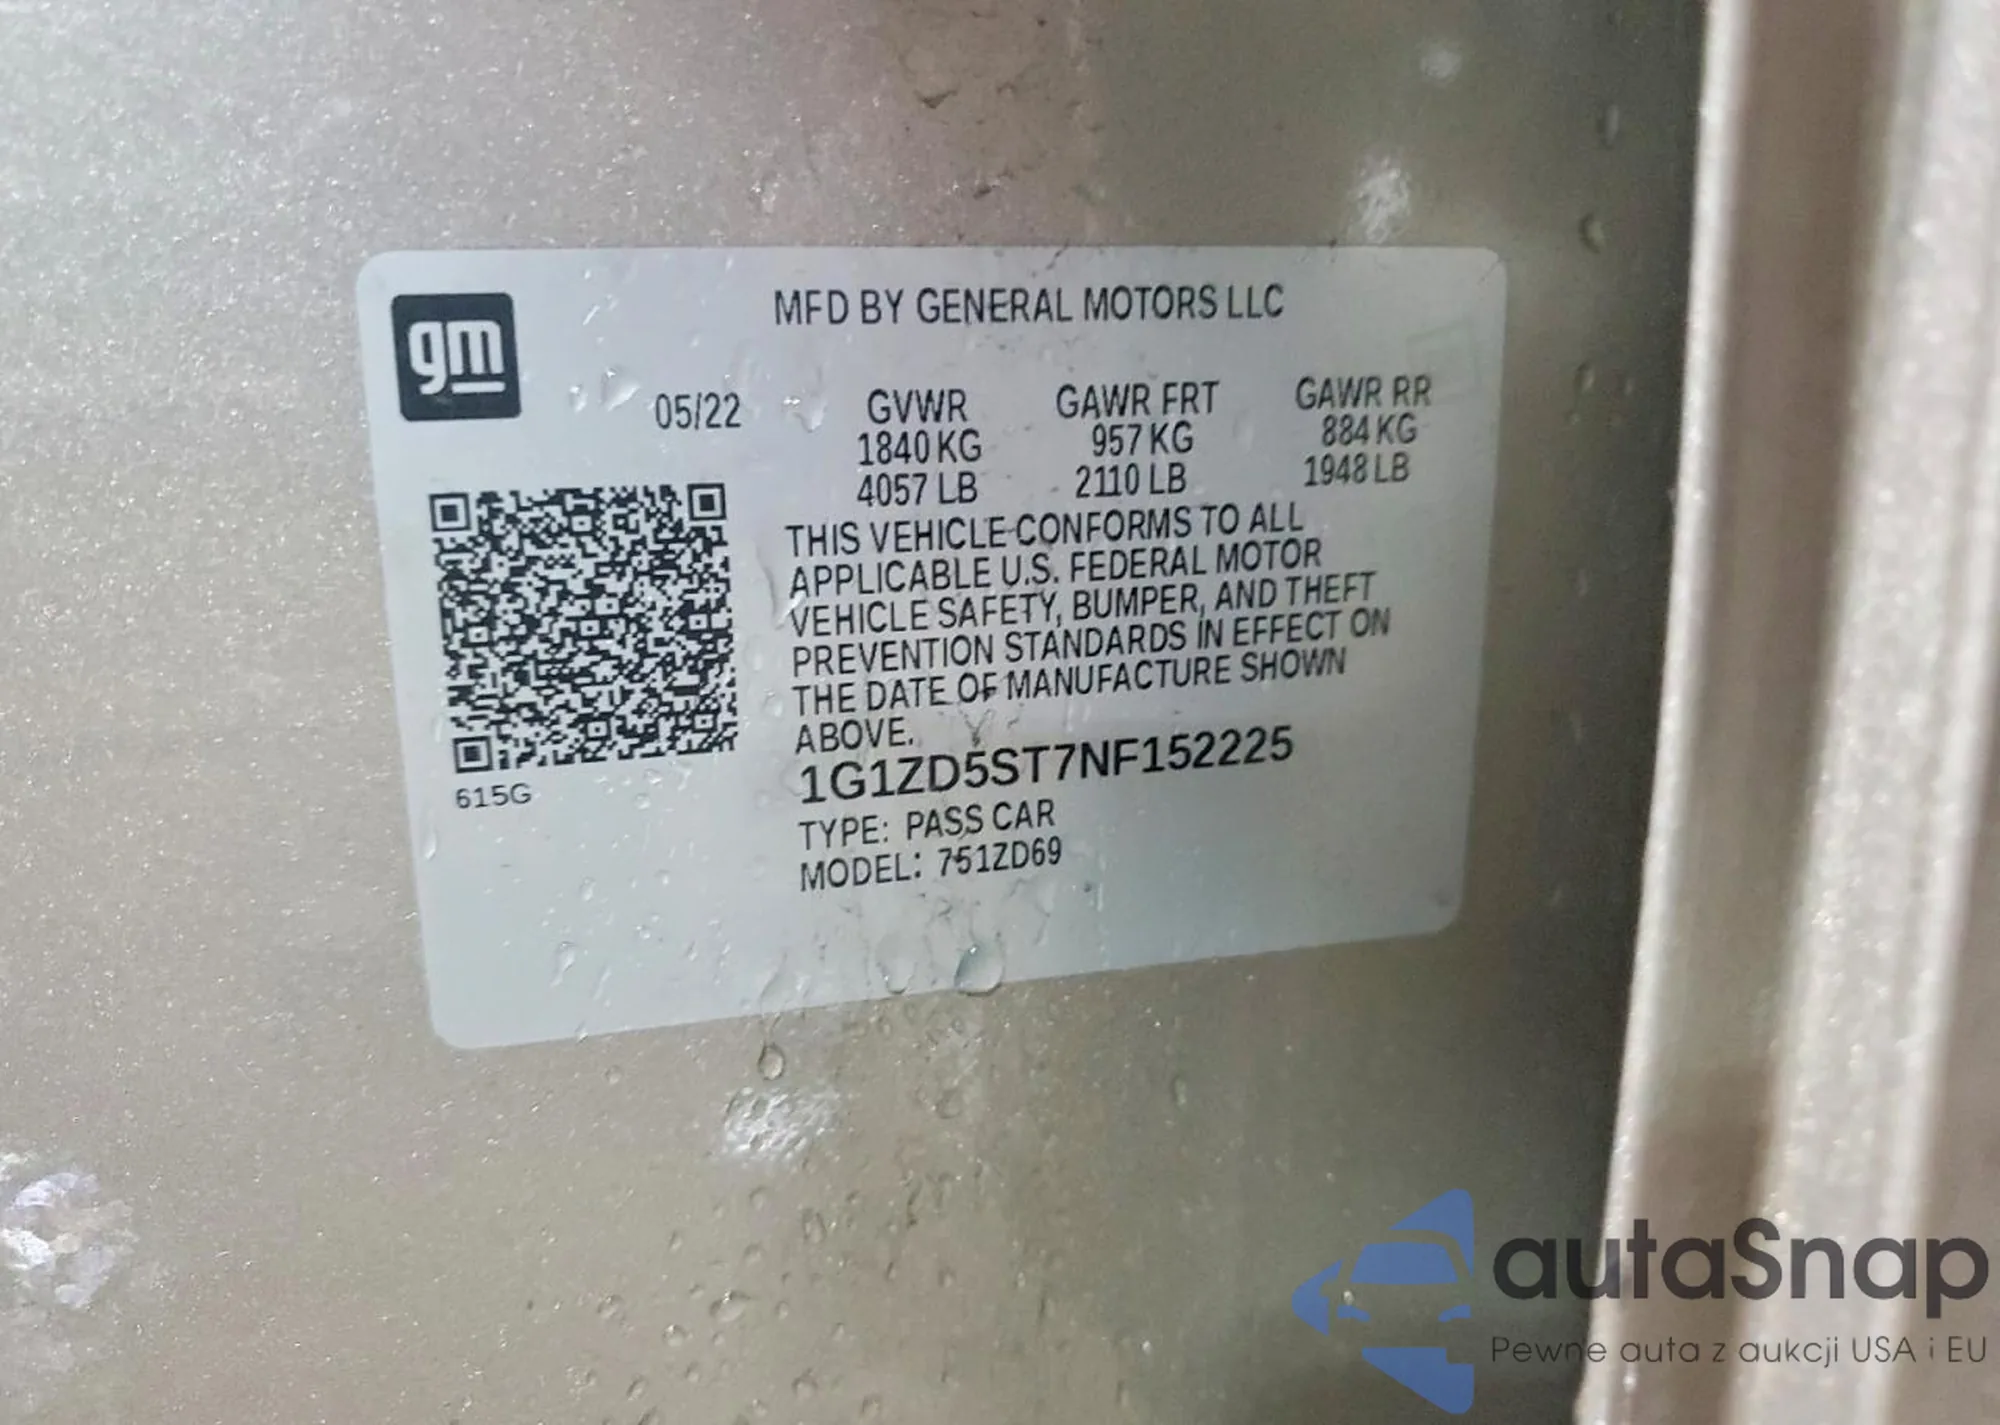 gm
MFD BY GENERAL MOTORS LLC
05/22
GVWR GAWR FRT GAWR RR
1840 KG 957 KG 884 KG
4057 LB 2110 LB 1948 LB
THIS VEHICLE CONFORMS TO ALL
APPLICABLE U.S. FEDERAL MOTOR
VEHICLE SAFETY, BUMPER, AND THEFT
PREVENTION STANDARDS IN EFFECT ON
THE DATE OF MANUFACTURE SHOWN
ABOVE.
1G1ZD5ST7NF152225
TYPE: PASS CAR
MODEL: 751ZD69
615G
autaSnap
Pewne auta z aukcji USA i EU